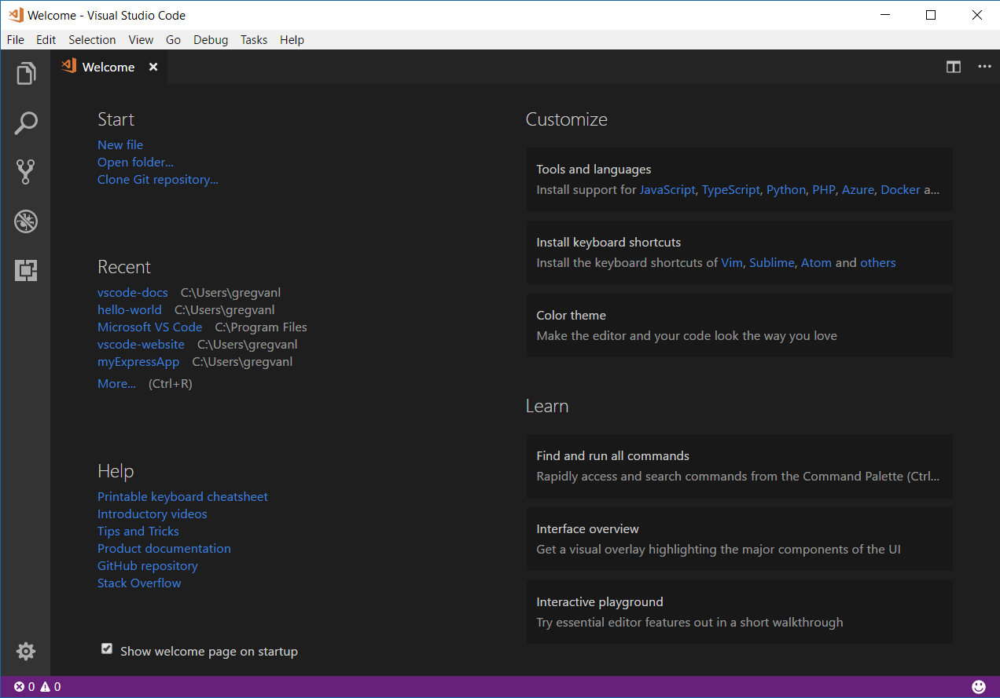 Welcome - Visual Studio Code
File Edit Selection View Go Debug Tasks Help
Welcome
Start
New file
Open folder...
Clone Git repository...
Recent
vscode-docs C:\Users\gregvanl
hello-world C:\Users\gregvanl
Microsoft VS Code C:\Program Files
vscode-website C:\Users\gregvanl
myExpressApp C:\Users\gregvanl
More... (Ctrl+R)
Help
Printable keyboard cheatsheet
Introductory videos
Tips and Tricks
Product documentation
GitHub repository
Stack Overflow
Show welcome page on startup
Customize
Tools and languages
Install support for JavaScript, TypeScript, Python, PHP, Azure, Docker a...
Install keyboard shortcuts
Install the keyboard shortcuts of Vim, Sublime, Atom and others
Color theme
Make the editor and your code look the way you love
Learn
Find and run all commands
Rapidly access and search commands from the Command Palette (Ctrl...
Interface overview
Get a visual overlay highlighting the major components of the UI
Interactive playground
Try essential editor features out in a short walkthrough
0 0